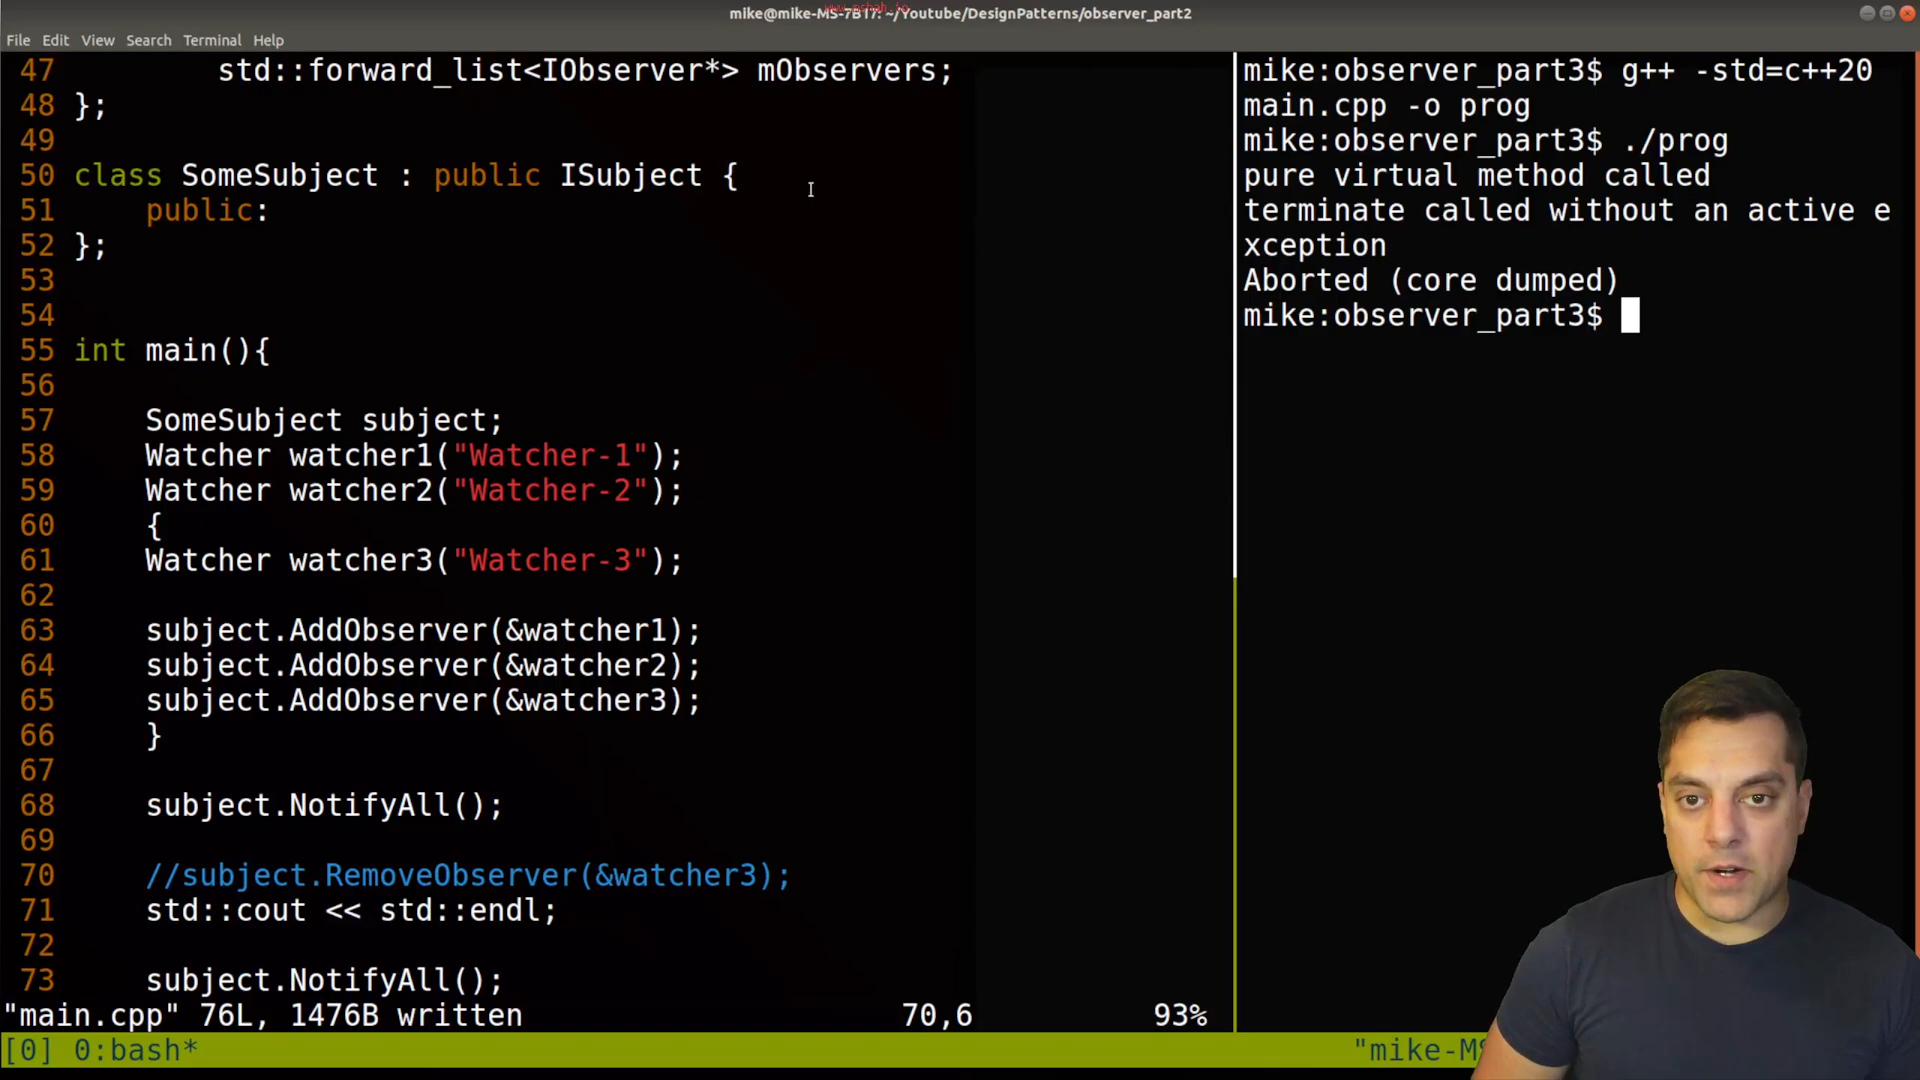 www.mshah.io
mike@mike-MS-7B17: ~/Youtube/DesignPatterns/observer_part2
File Edit View Search Terminal Help
47 std::forward_list<IObserver*> mObservers;
48 };
49
50 class SomeSubject : public ISubject {
51 public:
52 };
53
54
55 int main(){
56
57 SomeSubject subject;
58 Watcher watcher1("Watcher-1");
59 Watcher watcher2("Watcher-2");
60 {
61 Watcher watcher3("Watcher-3");
62
63 subject.AddObserver(&watcher1);
64 subject.AddObserver(&watcher2);
65 subject.AddObserver(&watcher3);
66 }
67
68 subject.NotifyAll();
69
70 //subject.RemoveObserver(&watcher3);
71 std::cout << std::endl;
72
73 subject.NotifyAll();
"main.cpp" 76L, 1476B written 70,6 93%
mike:observer_part3$ g++ -std=c++20
main.cpp -o prog
mike:observer_part3$ ./prog
pure virtual method called
terminate called without an active e
xception
Aborted (core dumped)
mike:observer_part3$
[0] 0:bash* "mike-MS